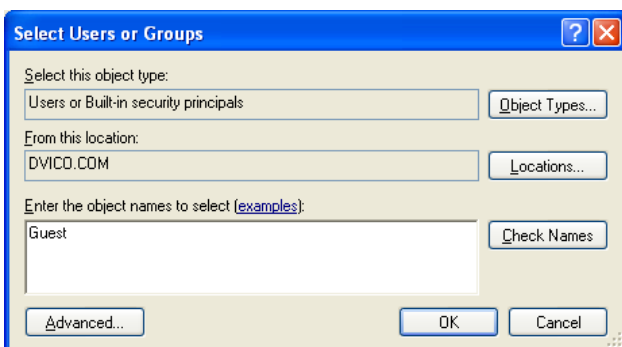 Select Users or Groups
Select this object type:
Users or Built-in security principals
Object Types...
From this location:
DVICO.COM
Locations...
Enter the object names to select (examples):
Guest
Check Names
Advanced...
OK
Cancel